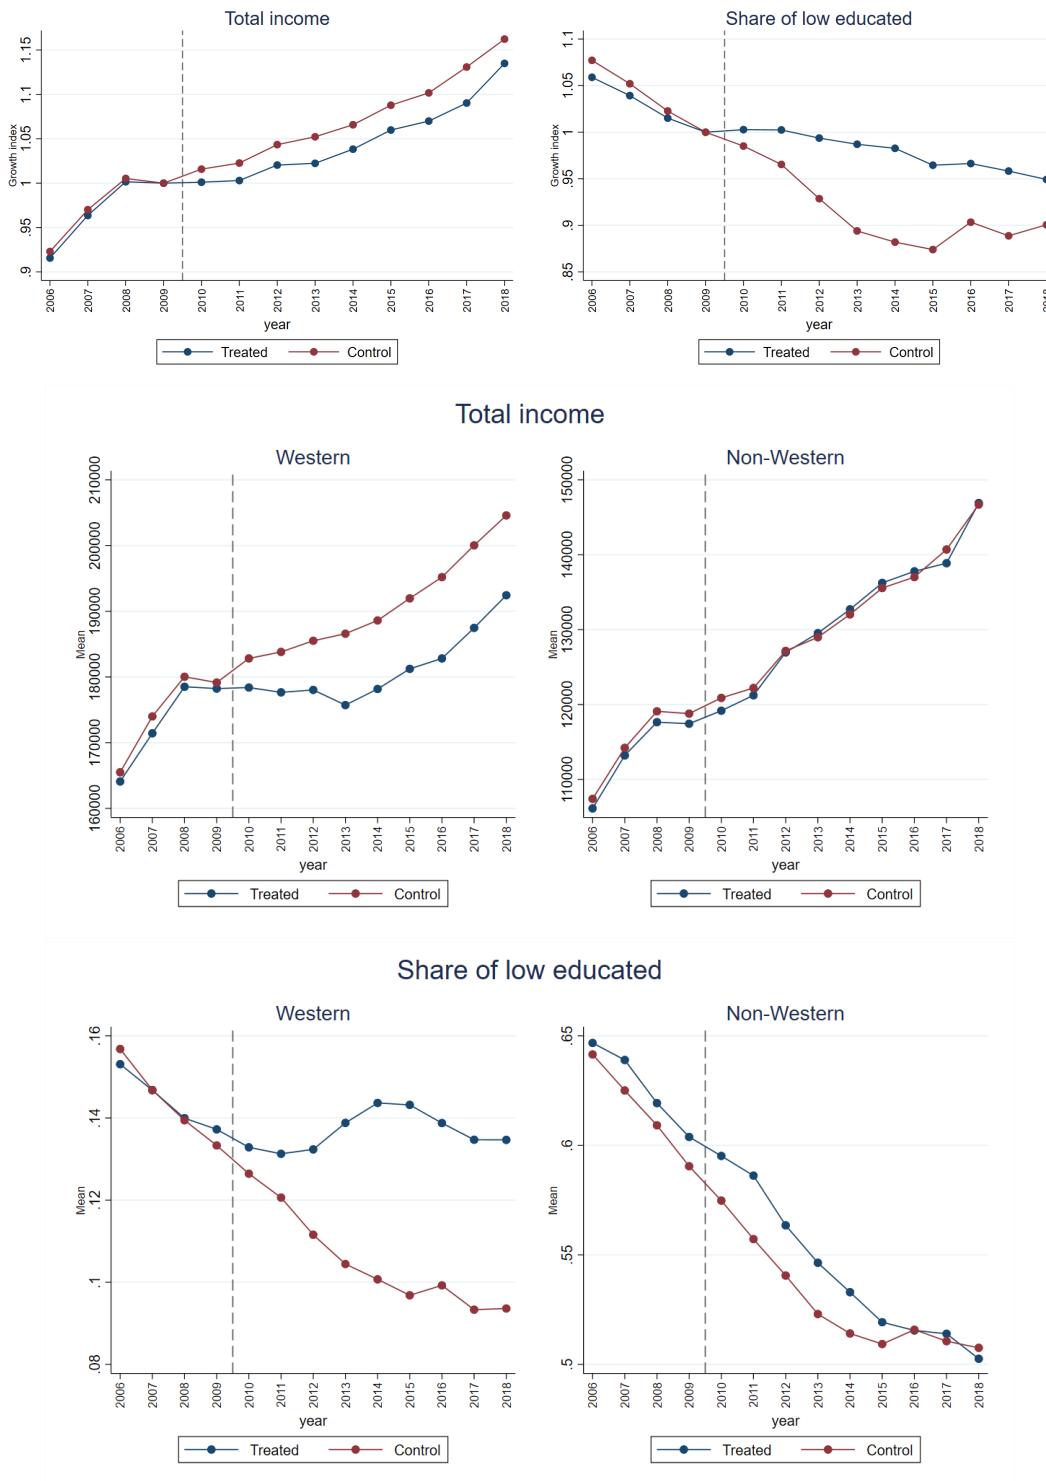 Total income
Growth index
1.15
1.1
1.05
1
.95
.9
2006 2007 2008 2009 2010 2011 2012 2013 2014 2015 2016 2017 2018
year
Treated Control
Share of low educated
Growth index
1.1
1.05
1
.95
.9
.85
2006 2007 2008 2009 2010 2011 2012 2013 2014 2015 2016 2017 2018
year
Treated Control
Total income
Western
Mean
210000
200000
190000
180000
170000
160000
2006 2007 2008 2009 2010 2011 2012 2013 2014 2015 2016 2017 2018
year
Treated Control
Non-Western
Mean
150000
140000
130000
120000
110000
2006 2007 2008 2009 2010 2011 2012 2013 2014 2015 2016 2017 2018
year
Treated Control
Share of low educated
Western
Mean
.16
.14
.12
.1
.08
2006 2007 2008 2009 2010 2011 2012 2013 2014 2015 2016 2017 2018
year
Treated Control
Non-Western
Mean
.65
.6
.55
.5
2006 2007 2008 2009 2010 2011 2012 2013 2014 2015 2016 2017 2018
year
Treated Control